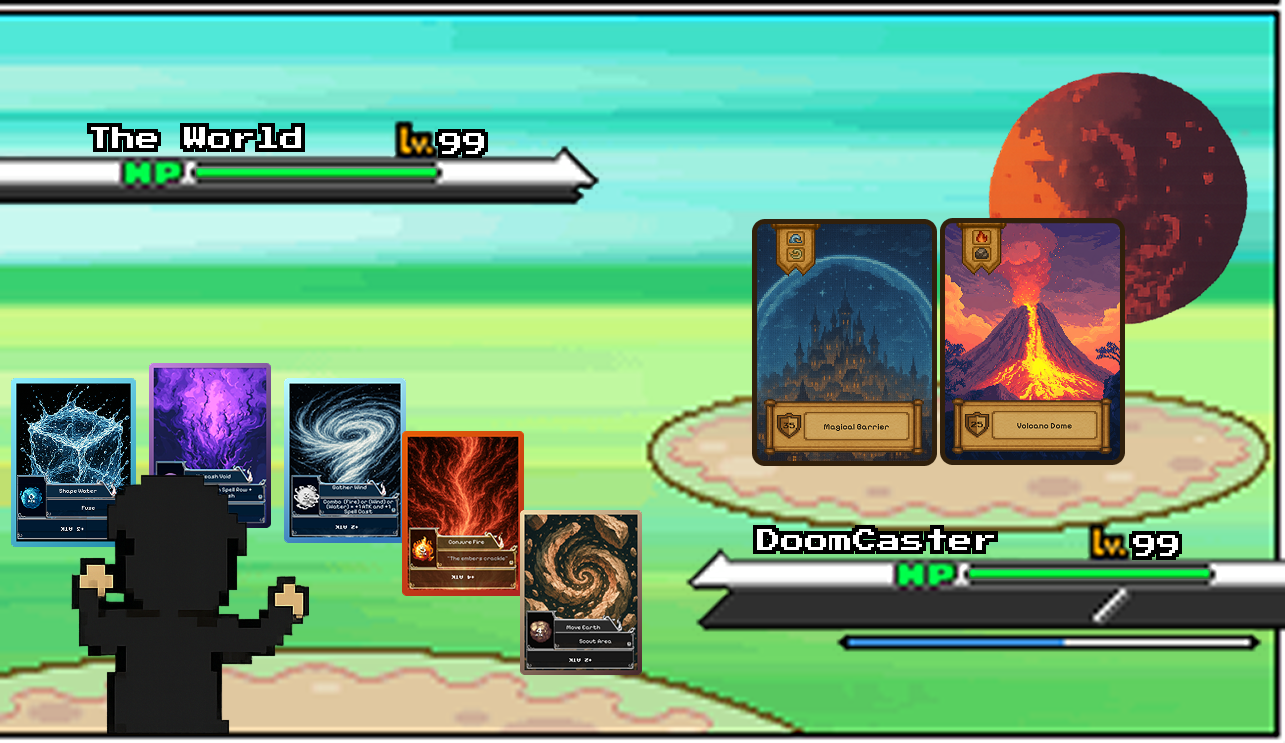 The World
lv.99
HP
35
Magical Barrier
25
Volcano Dome
Shape Water
Fuse
Gather Wind
Combo (Fire) or (Wind) or
(Water) = +1 ATK and +1
Spell Cost
Conjure Fire
"The embers crackle"
Move Earth
Scout Area
DoomCaster
lv.99
HP